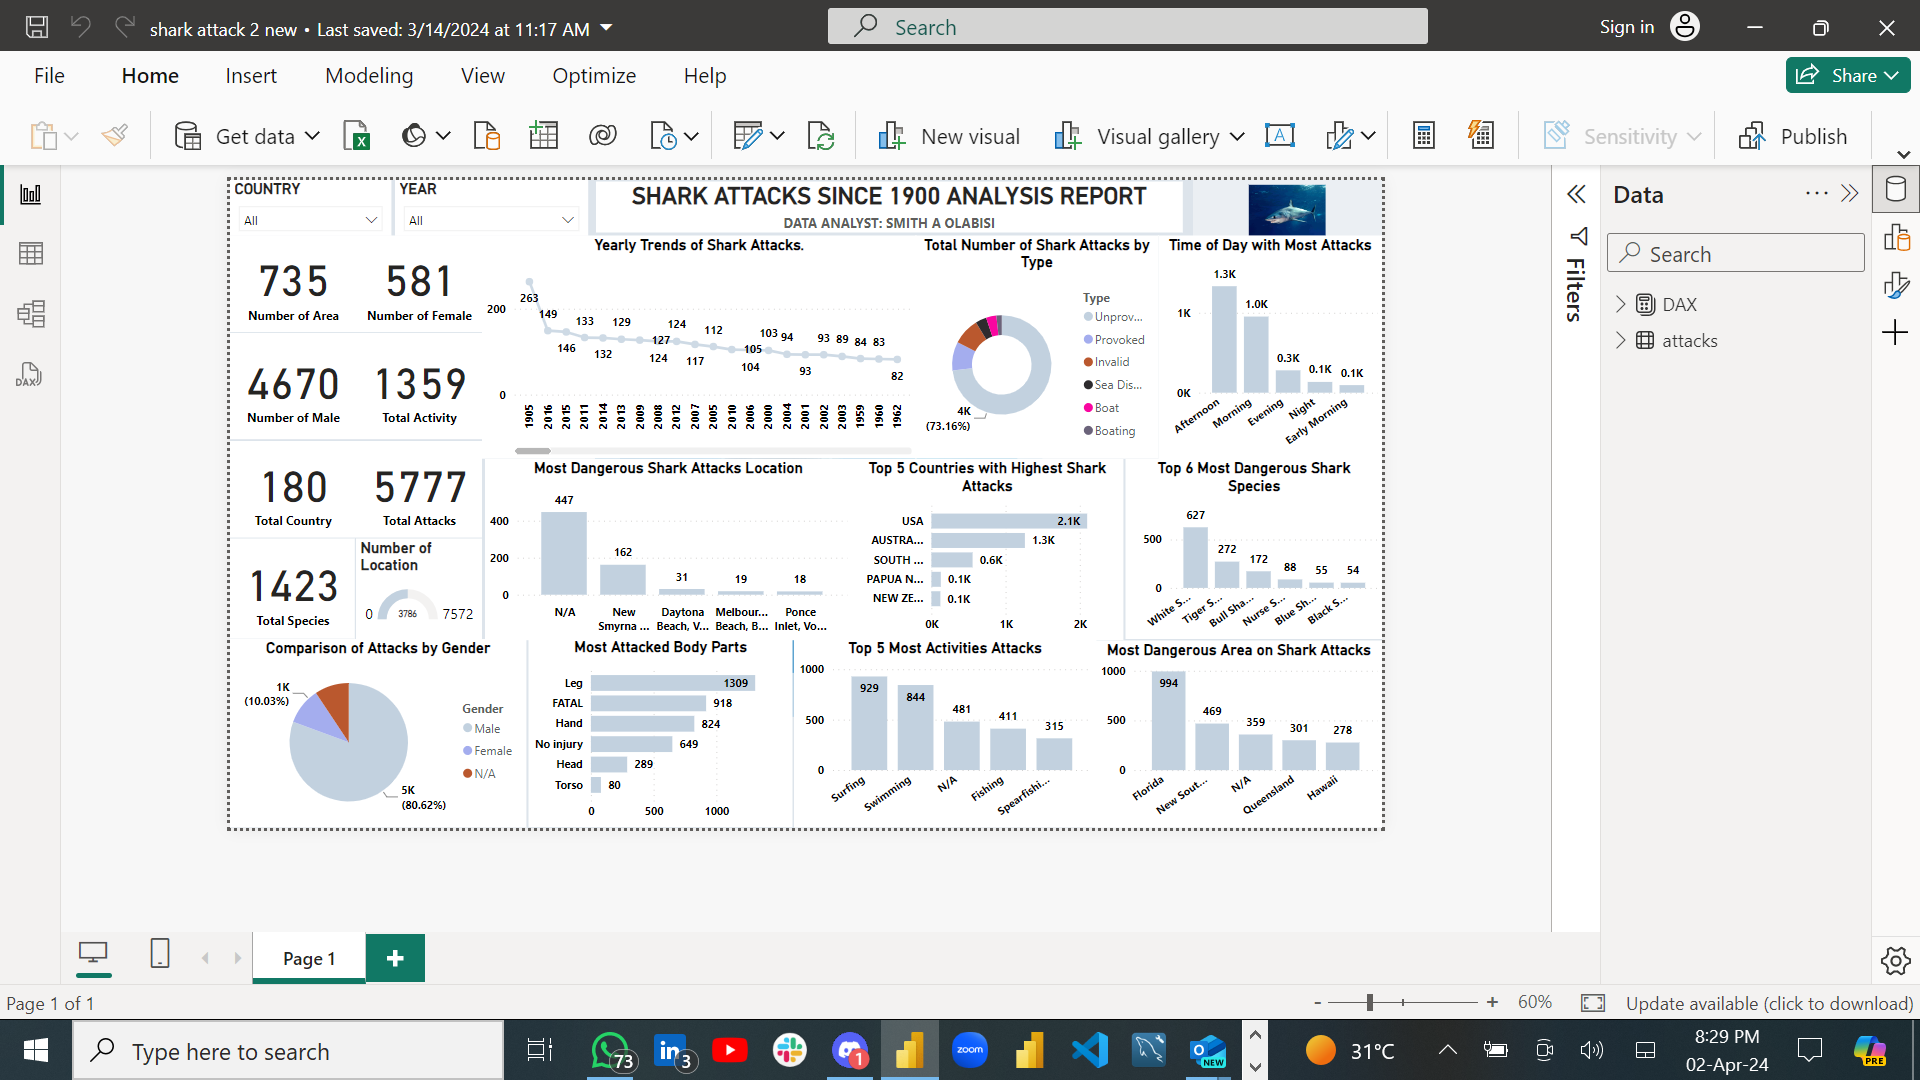 shark attack 2 new • Last saved: 3/14/2024 at 11:17 AM
Search
Sign in
File Home Insert Modeling View Optimize Help
Share
Get data
New visual
Visual gallery
Sensitivity
Publish
COUNTRY
All
YEAR
All
SHARK ATTACKS SINCE 1900 ANALYSIS REPORT
DATA ANALYST: SMITH A OLABISI
735
Number of Area
581
Number of Female
4670
Number of Male
1359
Total Activity
180
Total Country
5777
Total Attacks
1423
Total Species
Number of
Location
0 3786 7572
Yearly Trends of Shark Attacks.
200
0
263 149 146 133 132 129 124 127 124 117 112 104 105 103 94 93 93 89 84 83 82
1905 2016 2015 2011 2014 2013 2009 2008 2012 2007 2005 2010 2006 2000 2004 2001 2002 2003 1959 1960 1962
Total Number of Shark Attacks by
Type
4K
(73.16%)
Type
Unprov...
Provoked
Invalid
Sea Dis...
Boat
Boating
Time of Day with Most Attacks
1K
0K
1.3K 1.0K 0.3K 0.1K 0.1K
Afternoon Morning Evening Night Early Morning
Most Dangerous Shark Attacks Location
400
200
0
447 162 31 19 18
N/A New Daytona Melbour... Ponce
Smyrna ... Beach, V... Beach, B... Inlet, Vo...
Top 5 Countries with Highest Shark
Attacks
USA 2.1K
AUSTRA... 1.3K
SOUTH ... 0.6K
PAPUA N... 0.1K
NEW ZE... 0.1K
0K 1K 2K
Top 6 Most Dangerous Shark
Species
500
0
627 272 172 88 55 54
White S... Tiger S... Bull Sha... Nurse S... Blue Sh... Black S...
Comparison of Attacks by Gender
1K
(10.03%)
5K
(80.62%)
Gender
Male
Female
N/A
Most Attacked Body Parts
Leg 1309
FATAL 918
Hand 824
No injury 649
Head 289
Torso 80
0 500 1000
Top 5 Most Activities Attacks
1000
500
0
929 844 481 411 315
Surfing Swimming N/A Fishing Spearfishi...
Most Dangerous Area on Shark Attacks
1000
500
0
994 469 359 301 278
Florida New Sout... N/A Queensland Hawaii
Filters
Data
Search
DAX
attacks
DAX
Page 1
Page 1 of 1
- + 60%
Update available (click to download)
Type here to search
73
3
1
zoom
NEW
31°C
8:29 PM
02-Apr-24
PRE